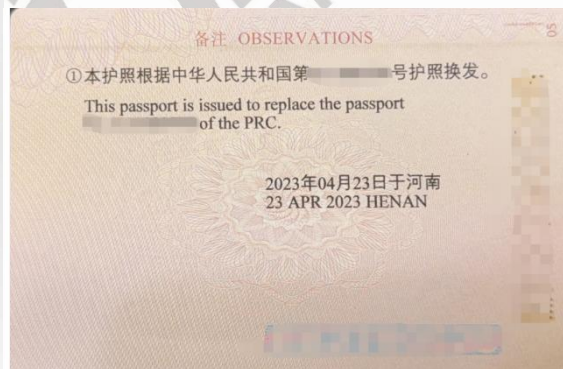 备注 OBSERVATIONS
①本护照根据中华人民共和国第 号护照换发。
This passport is issued to replace the passport
of the PRC.
2023年04月23日于河南
23 APR 2023 HENAN